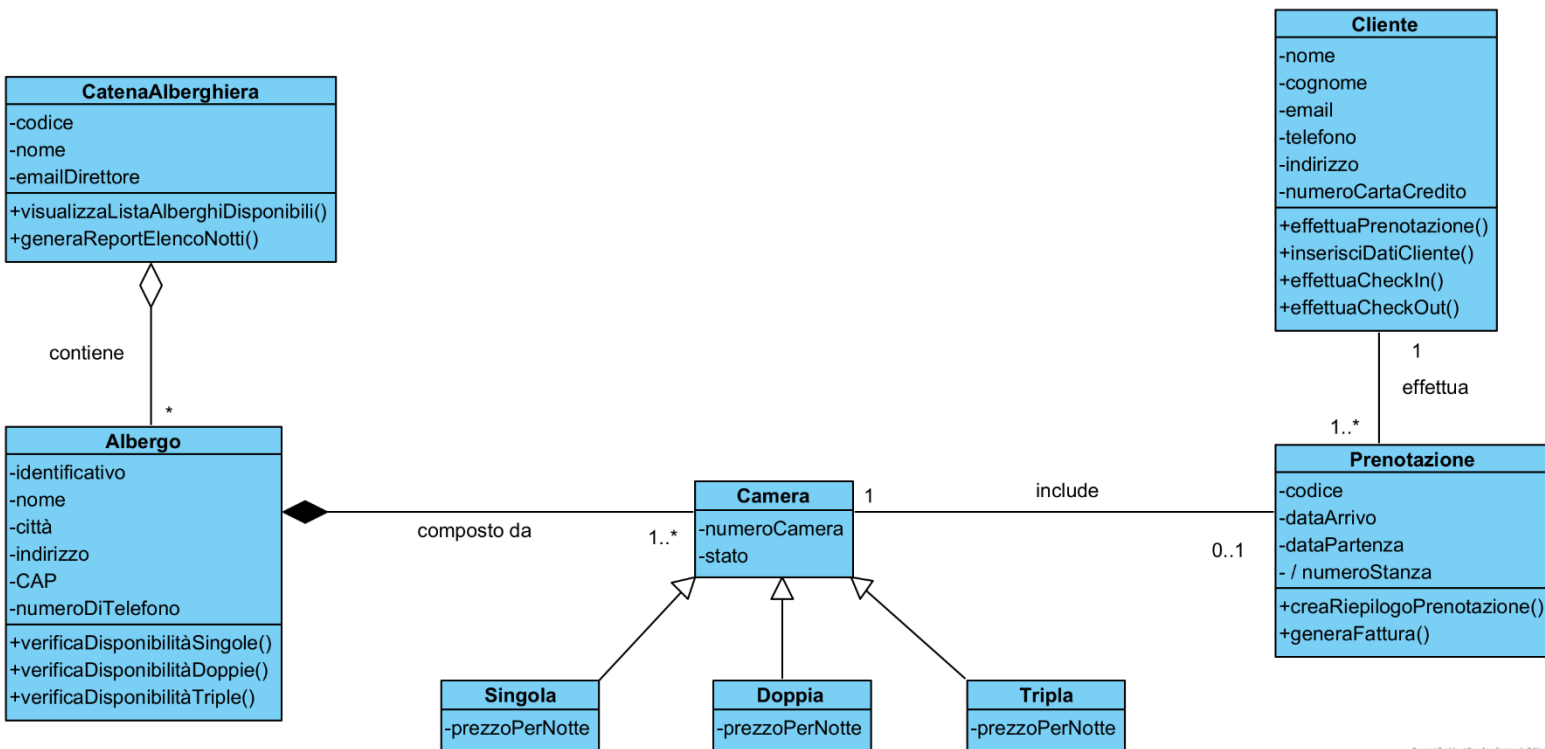 CatenaAlberghiera
-codice
-nome
-emailDirettore
+visualizzaListaAlberghiDisponibili()
+generaReportElencoNotti()
contiene
*
Albergo
-identificativo
-nome
-città
-indirizzo
-CAP
-numeroDiTelefono
+verificaDisponibilitàSingole()
+verificaDisponibilitàDoppie()
+verificaDisponibilitàTriple()
composto da
1..*
Camera
-numeroCamera
-stato
1
include
0..1
Singola
-prezzoPerNotte
Doppia
-prezzoPerNotte
Tripla
-prezzoPerNotte
Cliente
-nome
-cognome
-email
-telefono
-indirizzo
-numeroCartaCredito
+effettuaPrenotazione()
+inserisciDatiCliente()
+effettuaCheckIn()
+effettuaCheckOut()
1
effettua
1..*
Prenotazione
-codice
-dataArrivo
-dataPartenza
- / numeroStanza
+creaRiepilogoPrenotazione()
+generaFattura()